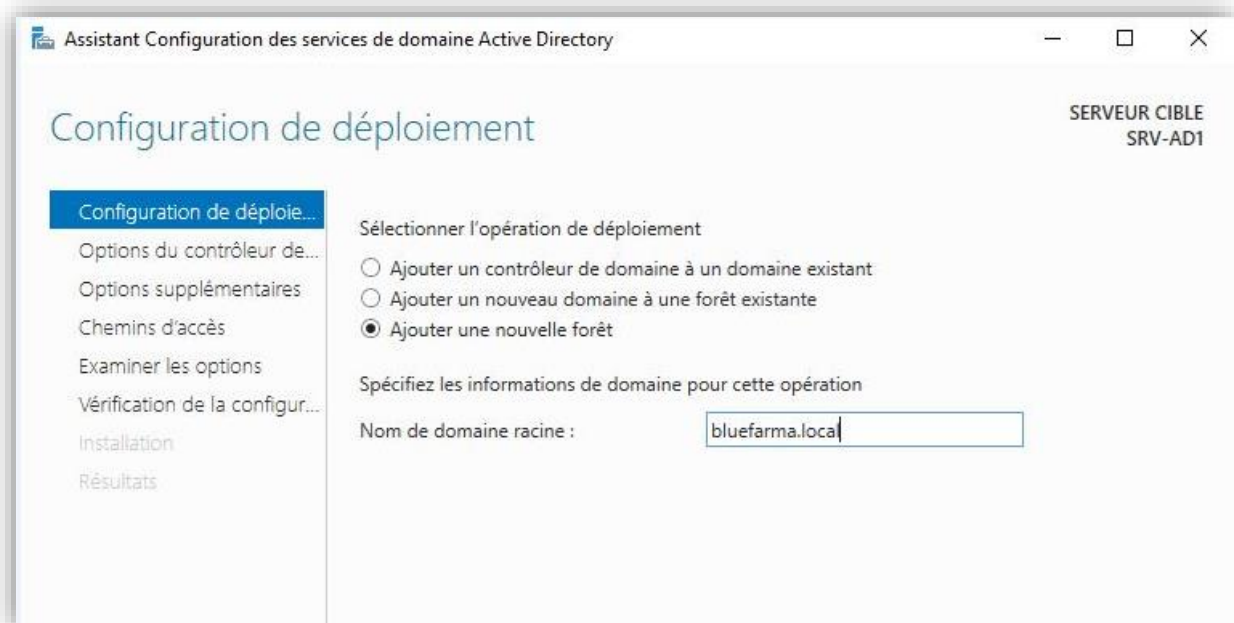 Assistant Configuration des services de domaine Active Directory
Configuration de déploiement
SERVEUR CIBLE
SRV-AD1
Configuration de déploie...
Options du contrôleur de...
Options supplémentaires
Chemins d'accès
Examiner les options
Vérification de la configur...
Installation
Résultats
Sélectionner l'opération de déploiement
Ajouter un contrôleur de domaine à un domaine existant
Ajouter un nouveau domaine à une forêt existante
Ajouter une nouvelle forêt
Spécifiez les informations de domaine pour cette opération
Nom de domaine racine : bluefarma.local